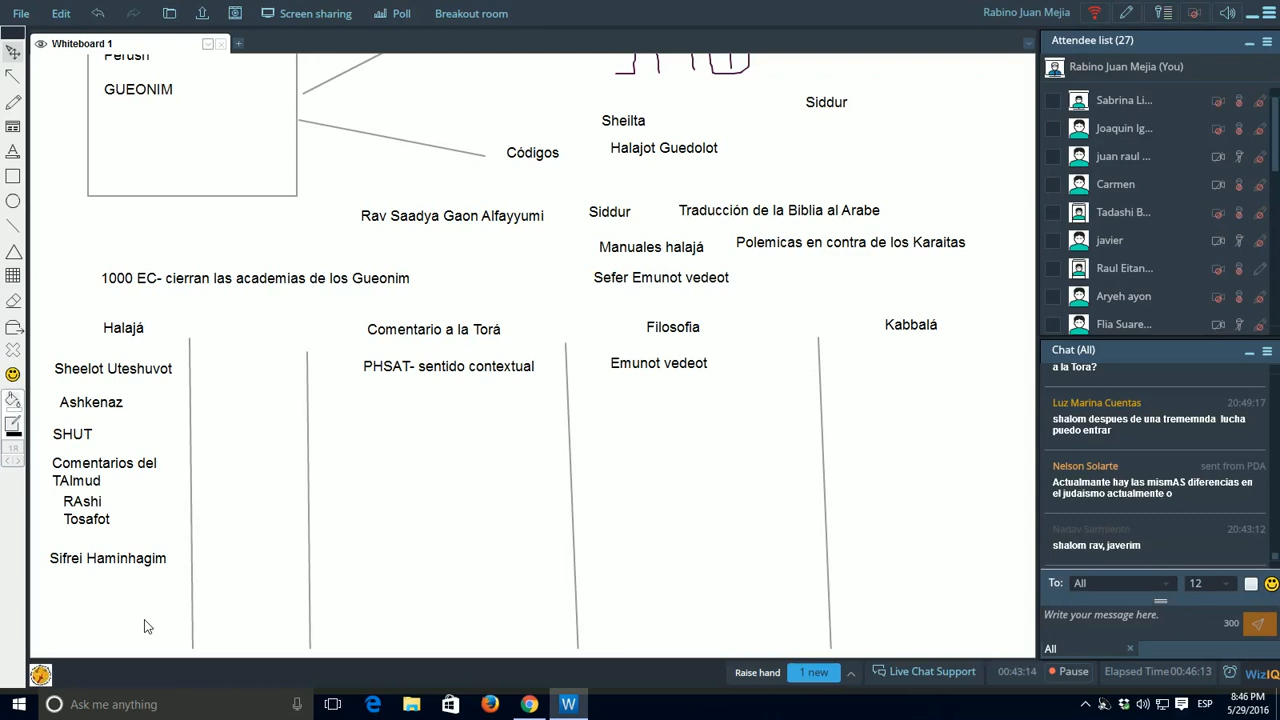 File
Edit
Screen sharing
Poll
Breakout room
Rabino Juan Mejia
Whiteboard 1
Perush
GUEONIM
Siddur
Sheilta
Halajot Guedolot
Códigos
Rav Saadya Gaon Alfayyumi
Siddur
Traducción de la Biblia al Arabe
Manuales halajá
Polemicas en contra de los Karaitas
1000 EC- cierran las academias de los Gueonim
Sefer Emunot vedeot
Halajá
Comentario a la Torá
Filosofia
Kabbalá
Sheelot Uteshuvot
PHSAT- sentido contextual
Emunot vedeot
Ashkenaz
SHUT
Comentarios del
TAlmud
RAshi
Tosafot
Sifrei Haminhagim
18
Attendee list (27)
Rabino Juan Mejia (You)
Sabrina Li...
Joaquin Ig...
juan raul ...
Carmen
Tadashi B...
javier
Raul Eitan...
Aryeh ayon
Flia Suare...
Chat (All)
a la Tora?
Luz Marina Cuentas 20:49:17
shalom despues de una trememnda lucha
puedo entrar
Nelson Solarte sent from PDA
Actualmante hay las mismAS diferencias en
el judaismo actualmente o
Nadav Sarmiento 20:43:12
shalom rav, javerim
To: All 12
Write your message here.
300
All
Raise hand
1 new
Live Chat Support
00:43:14
Pause
Elapsed Time 00:46:13
WizIQ
Ask me anything
ESP
8:46 PM
5/29/2016